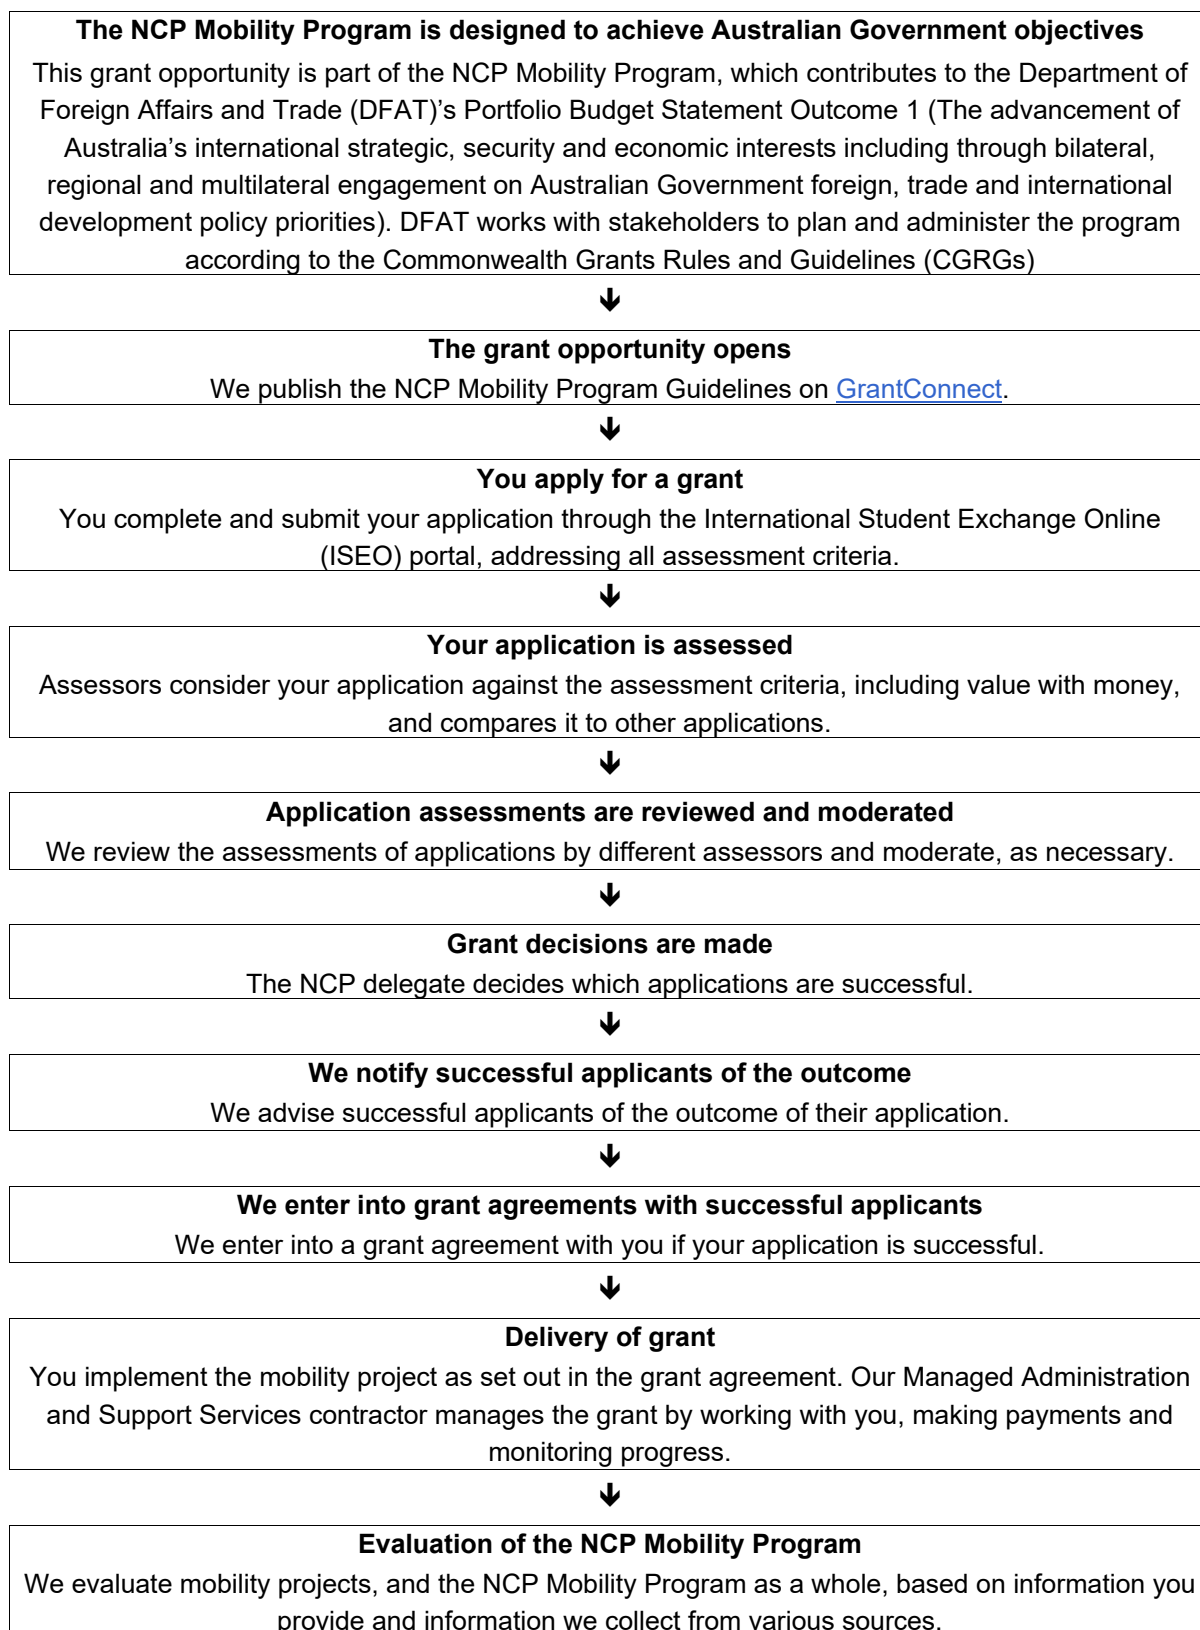 The NCP Mobility Program is designed to achieve Australian Government objectives
This grant opportunity is part of the NCP Mobility Program, which contributes to the Department of
Foreign Affairs and Trade (DFAT)’s Portfolio Budget Statement Outcome 1 (The advancement of
Australia’s international strategic, security and economic interests including through bilateral,
regional and multilateral engagement on Australian Government foreign, trade and international
development policy priorities). DFAT works with stakeholders to plan and administer the program
according to the Commonwealth Grants Rules and Guidelines (CGRGs)
The grant opportunity opens
We publish the NCP Mobility Program Guidelines on GrantConnect.
You apply for a grant
You complete and submit your application through the International Student Exchange Online
(ISEO) portal, addressing all assessment criteria.
Your application is assessed
Assessors consider your application against the assessment criteria, including value with money,
and compares it to other applications.
Application assessments are reviewed and moderated
We review the assessments of applications by different assessors and moderate, as necessary.
Grant decisions are made
The NCP delegate decides which applications are successful.
We notify successful applicants of the outcome
We advise successful applicants of the outcome of their application.
We enter into grant agreements with successful applicants
We enter into a grant agreement with you if your application is successful.
Delivery of grant
You implement the mobility project as set out in the grant agreement. Our Managed Administration
and Support Services contractor manages the grant by working with you, making payments and
monitoring progress.
Evaluation of the NCP Mobility Program
We evaluate mobility projects, and the NCP Mobility Program as a whole, based on information you
provide and information we collect from various sources.